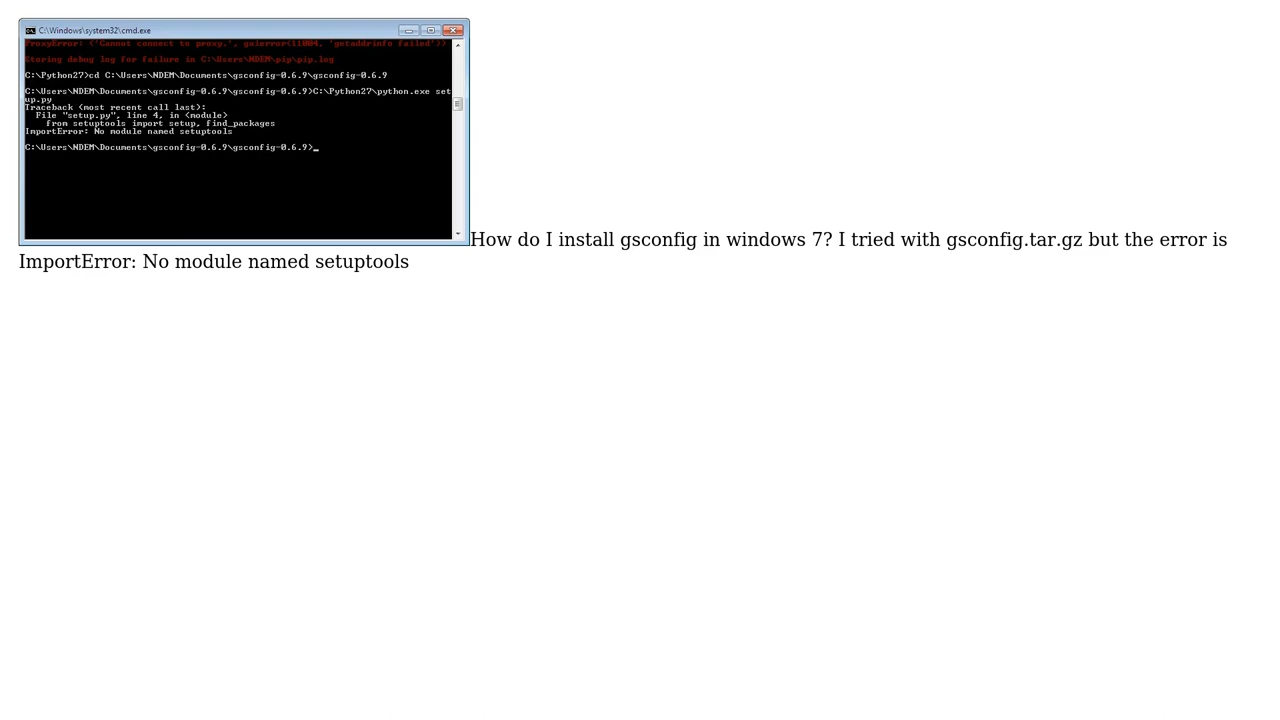 C:\Windows\system32\cmd.exe
ProxyError: ('Cannot connect to proxy.', gaierror(11004, 'getaddrinfo failed'))
Storing debug log for failure in C:\Users\NDEM\pip\pip.log
C:\Python27>cd C:\Users\NDEM\Documents\gsconfig-0.6.9\gsconfig-0.6.9
C:\Users\NDEM\Documents\gsconfig-0.6.9\gsconfig-0.6.9>C:\Python27\python.exe set
up.py
Traceback (most recent call last):
File "setup.py", line 4, in <module>
from setuptools import setup, find_packages
ImportError: No module named setuptools
C:\Users\NDEM\Documents\gsconfig-0.6.9\gsconfig-0.6.9>_
How do I install gsconfig in windows 7? I tried with gsconfig.tar.gz but the error is
ImportError: No module named setuptools